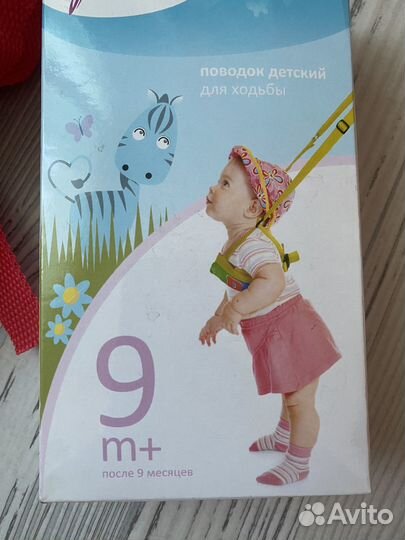 поводок детский
для ходьбы
9
m+
после 9 месяцев
Avito